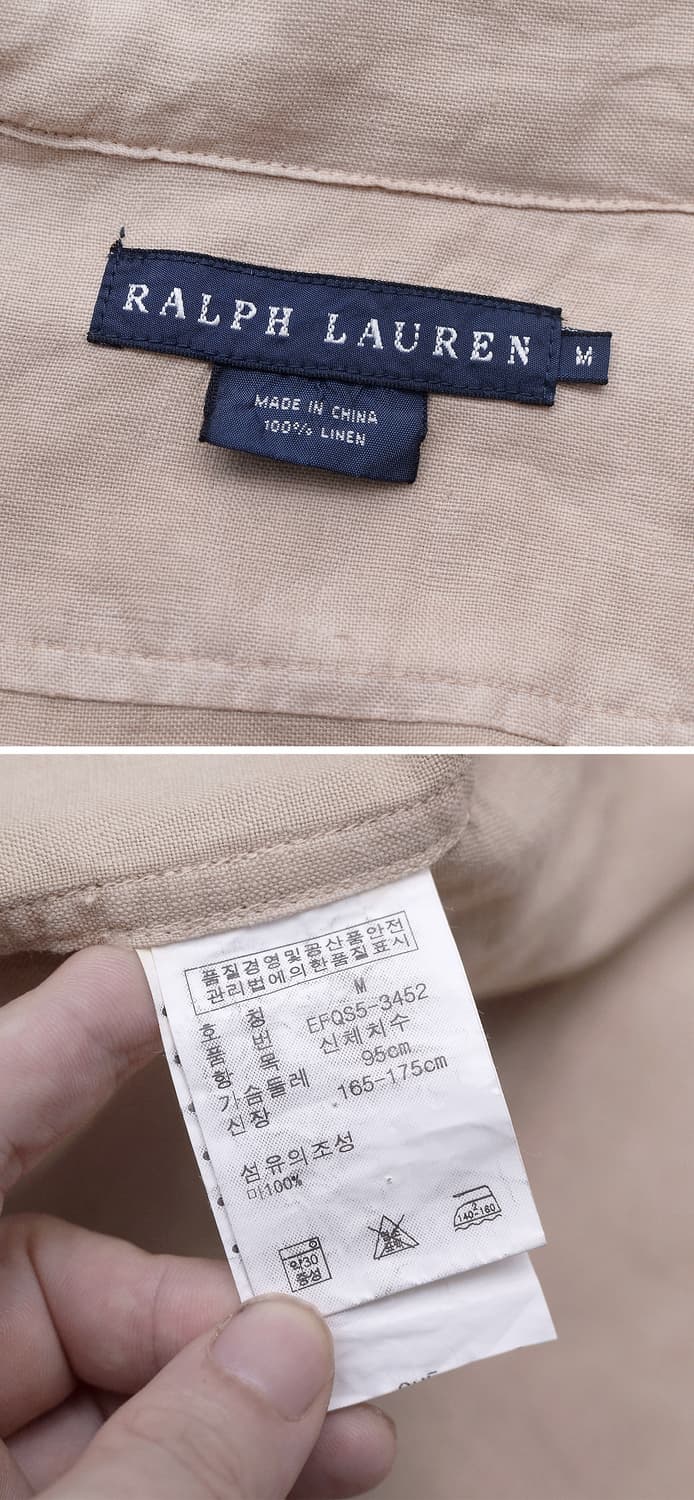 RALPH LAUREN M
MADE IN CHINA
100% LINEN
품질경영및공산품안전
관리법에의한품질표시
호 칭 M
품 번 EFQS5-3452
항 목 신체치수
가슴둘레 95cm
신장 165-175cm
섬유의조성
마100%
약30
중성
2
140-160